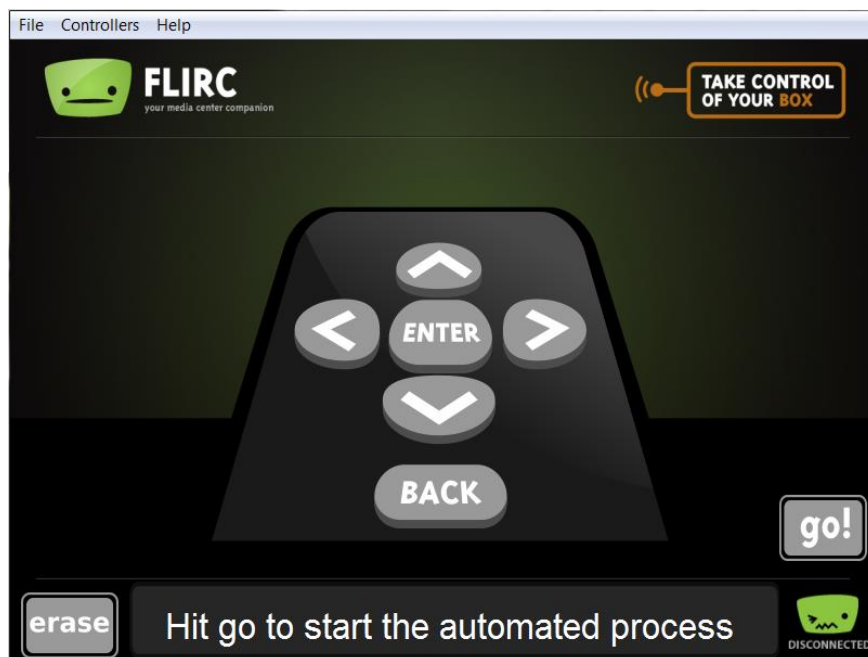 File Controllers Help
FLIRC
your media center companion
TAKE CONTROL
OF YOUR BOX
ENTER
BACK
go!
erase
Hit go to start the automated process
DISCONNECTED